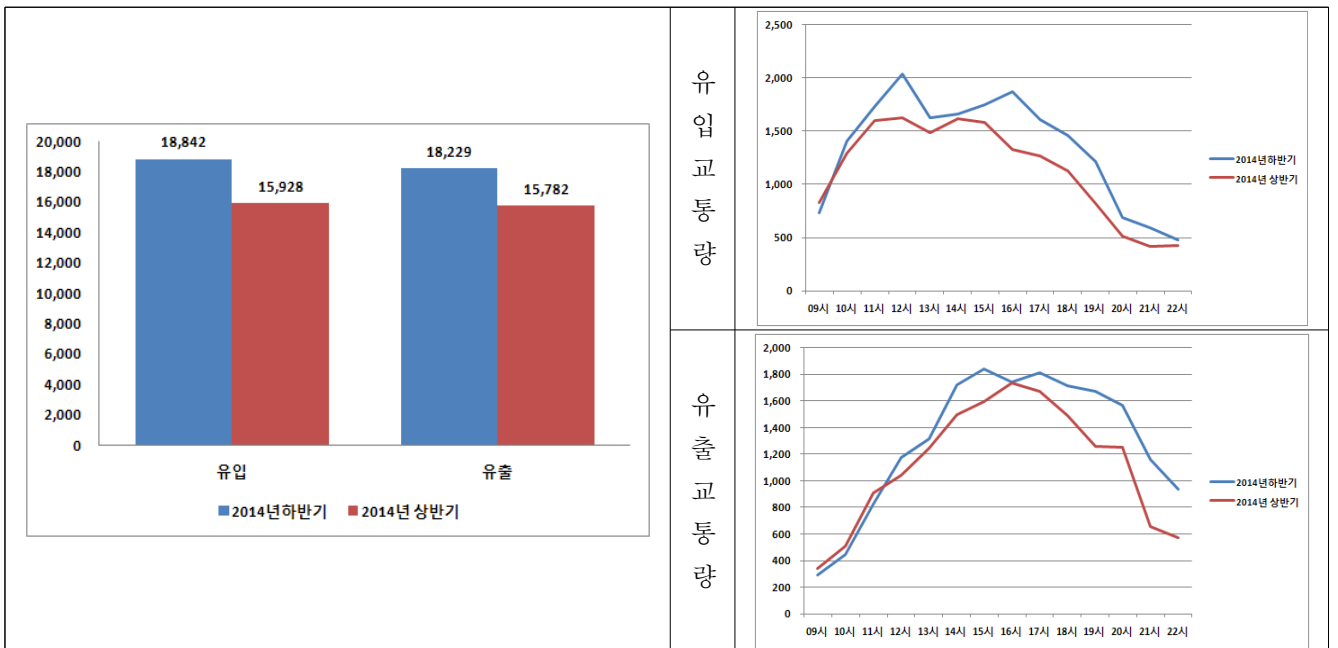 20,000
18,000
16,000
14,000
12,000
10,000
8,000
6,000
4,000
2,000
0
18,842
15,928
18,229
15,782
유입
유출
2014년하반기
2014년 상반기
유
입
교
통
량
2,500
2,000
1,500
1,000
500
0
09시 10시 11시 12시 13시 14시 15시 16시 17시 18시 19시 20시 21시 22시
2014년하반기
2014년 상반기
유
출
교
통
량
2,000
1,800
1,600
1,400
1,200
1,000
800
600
400
200
0
09시 10시 11시 12시 13시 14시 15시 16시 17시 18시 19시 20시 21시 22시
2014년하반기
2014년 상반기